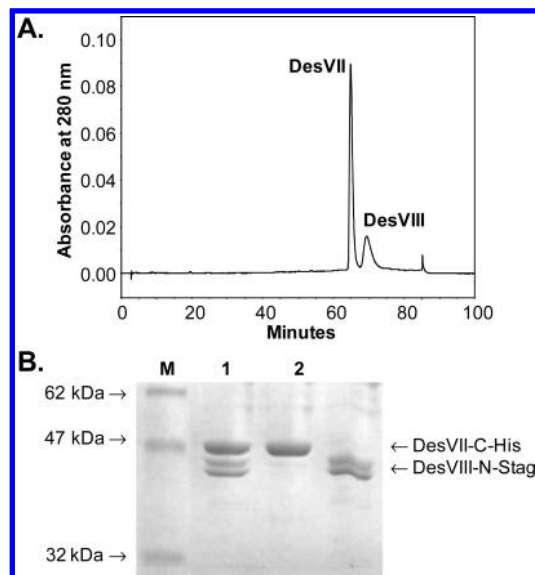 A.
Absorbance at 280 nm
0.10
0.08
0.06
0.04
0.02
0.00
DesVII
DesVIII
0 20 40 60 80 100
Minutes
B.
M 1 2
62 kDa →
47 kDa →
32 kDa →
← DesVII-C-His
← DesVIII-N-Stag